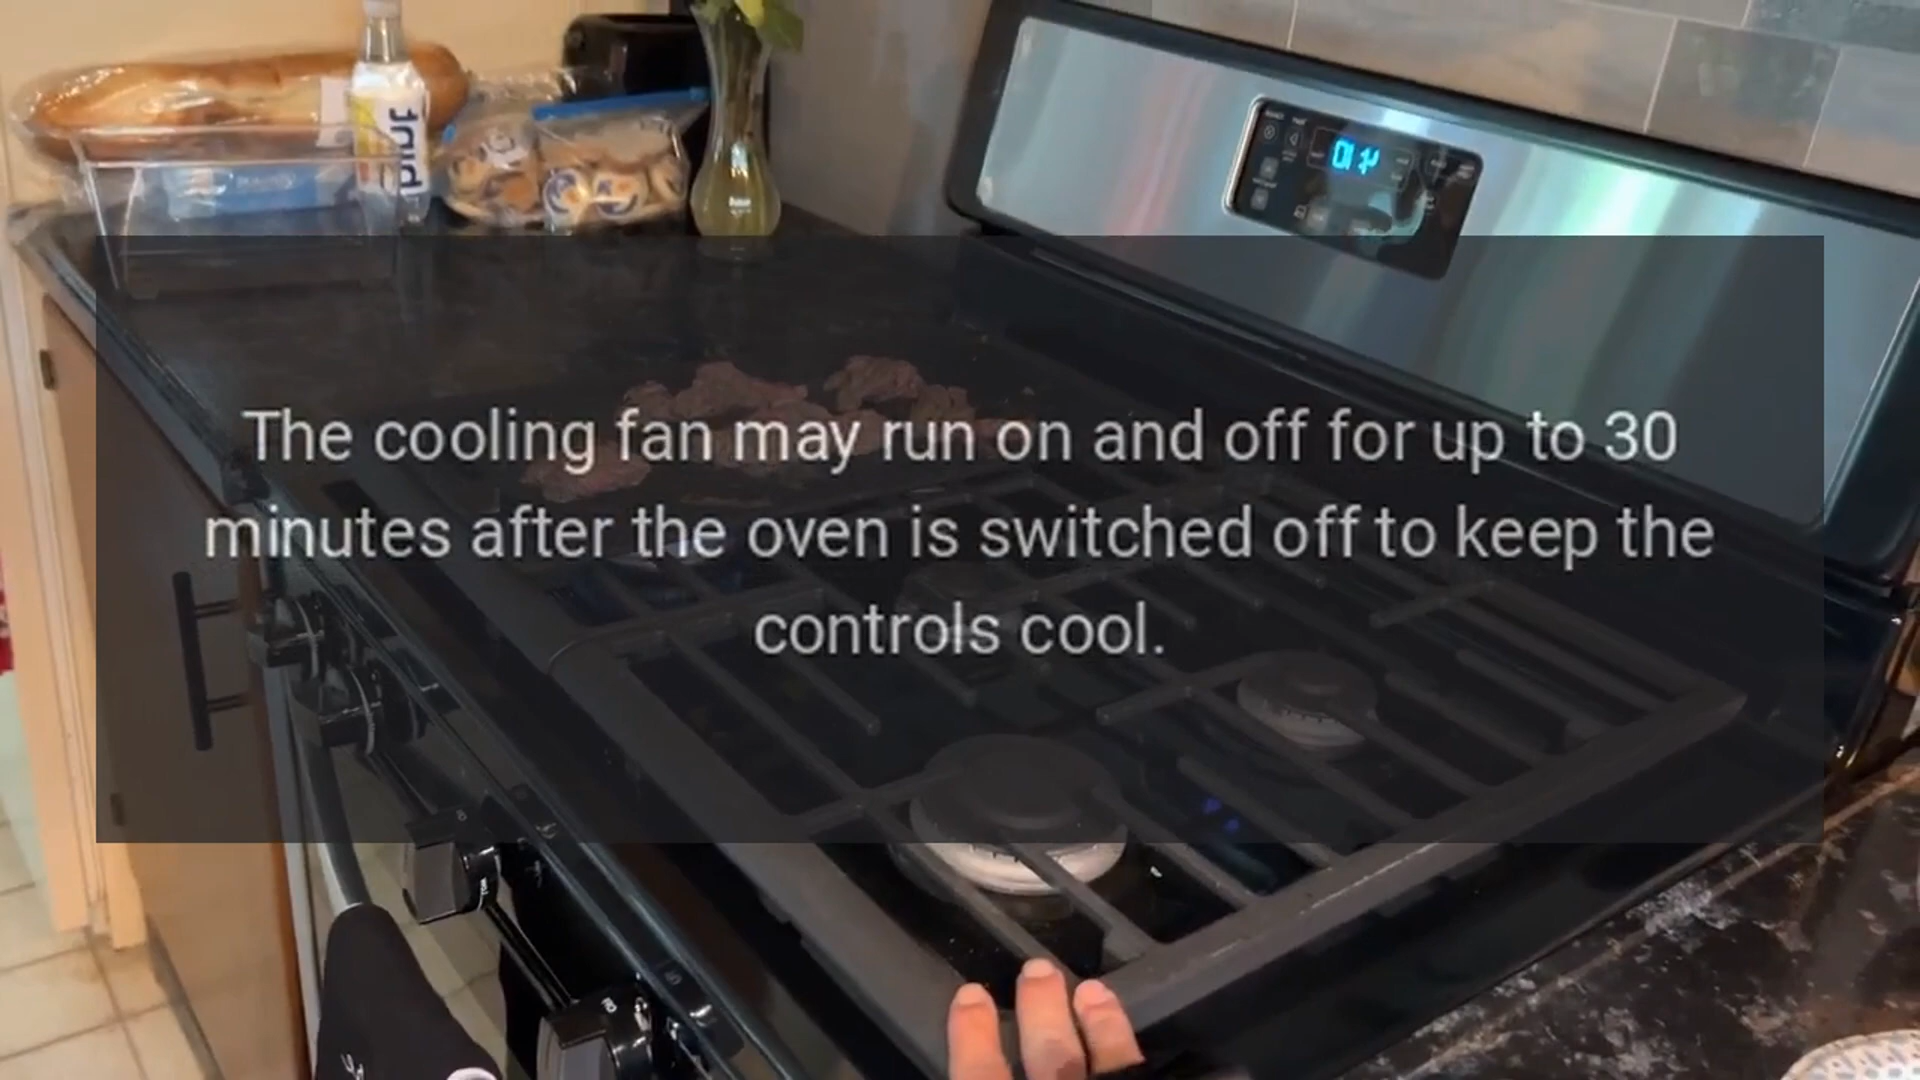 The cooling fan may run on and off for up to 30
minutes after the oven is switched off to keep the
controls cool.